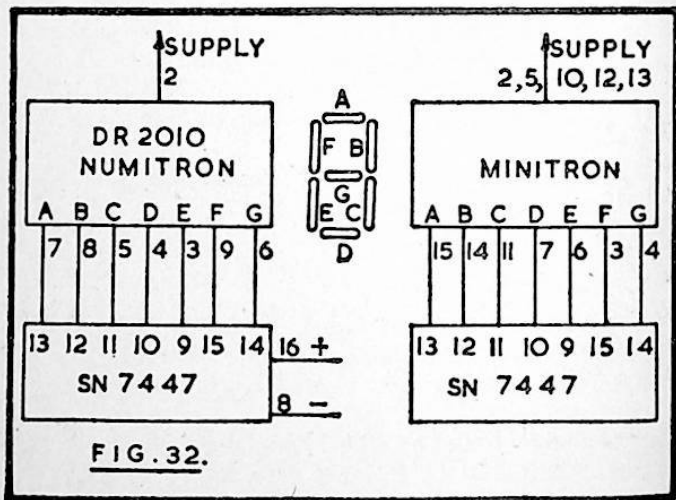 SUPPLY
2
DR 2010
NUMITRON
A B C D E F G
7 8 5 4 3 9 6
13 12 11 10 9 15 14
SN 7447
16 +
8 -
A
F B
G
E C
D
SUPPLY
2,5, 10,12,13
MINITRON
A B C D E F G
15 14 11 7 6 3 4
13 12 11 10 9 15 14
SN 7447
FIG.32.